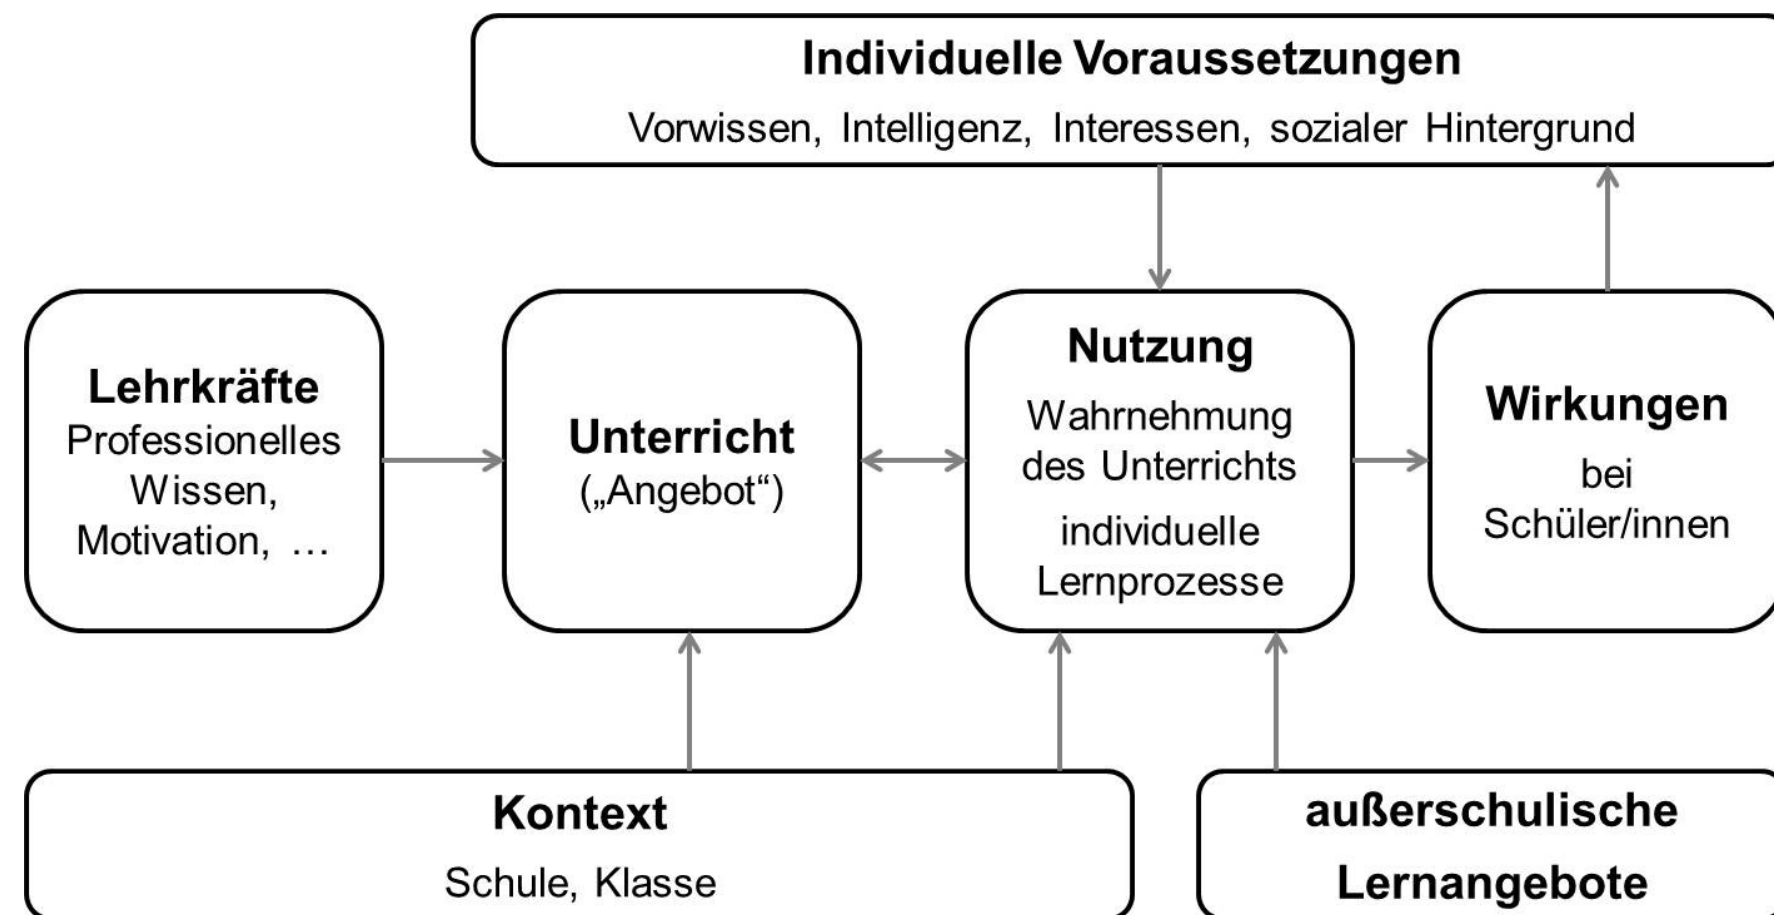 Individuelle Voraussetzungen
Vorwissen, Intelligenz, Interessen, sozialer Hintergrund
Lehrkräfte
Professionelles
Wissen,
Motivation, …
Unterricht
(„Angebot“)
Nutzung
Wahrnehmung
des Unterrichts
individuelle
Lernprozesse
Wirkungen
bei
Schüler/innen
Kontext
Schule, Klasse
außerschulische
Lernangebote